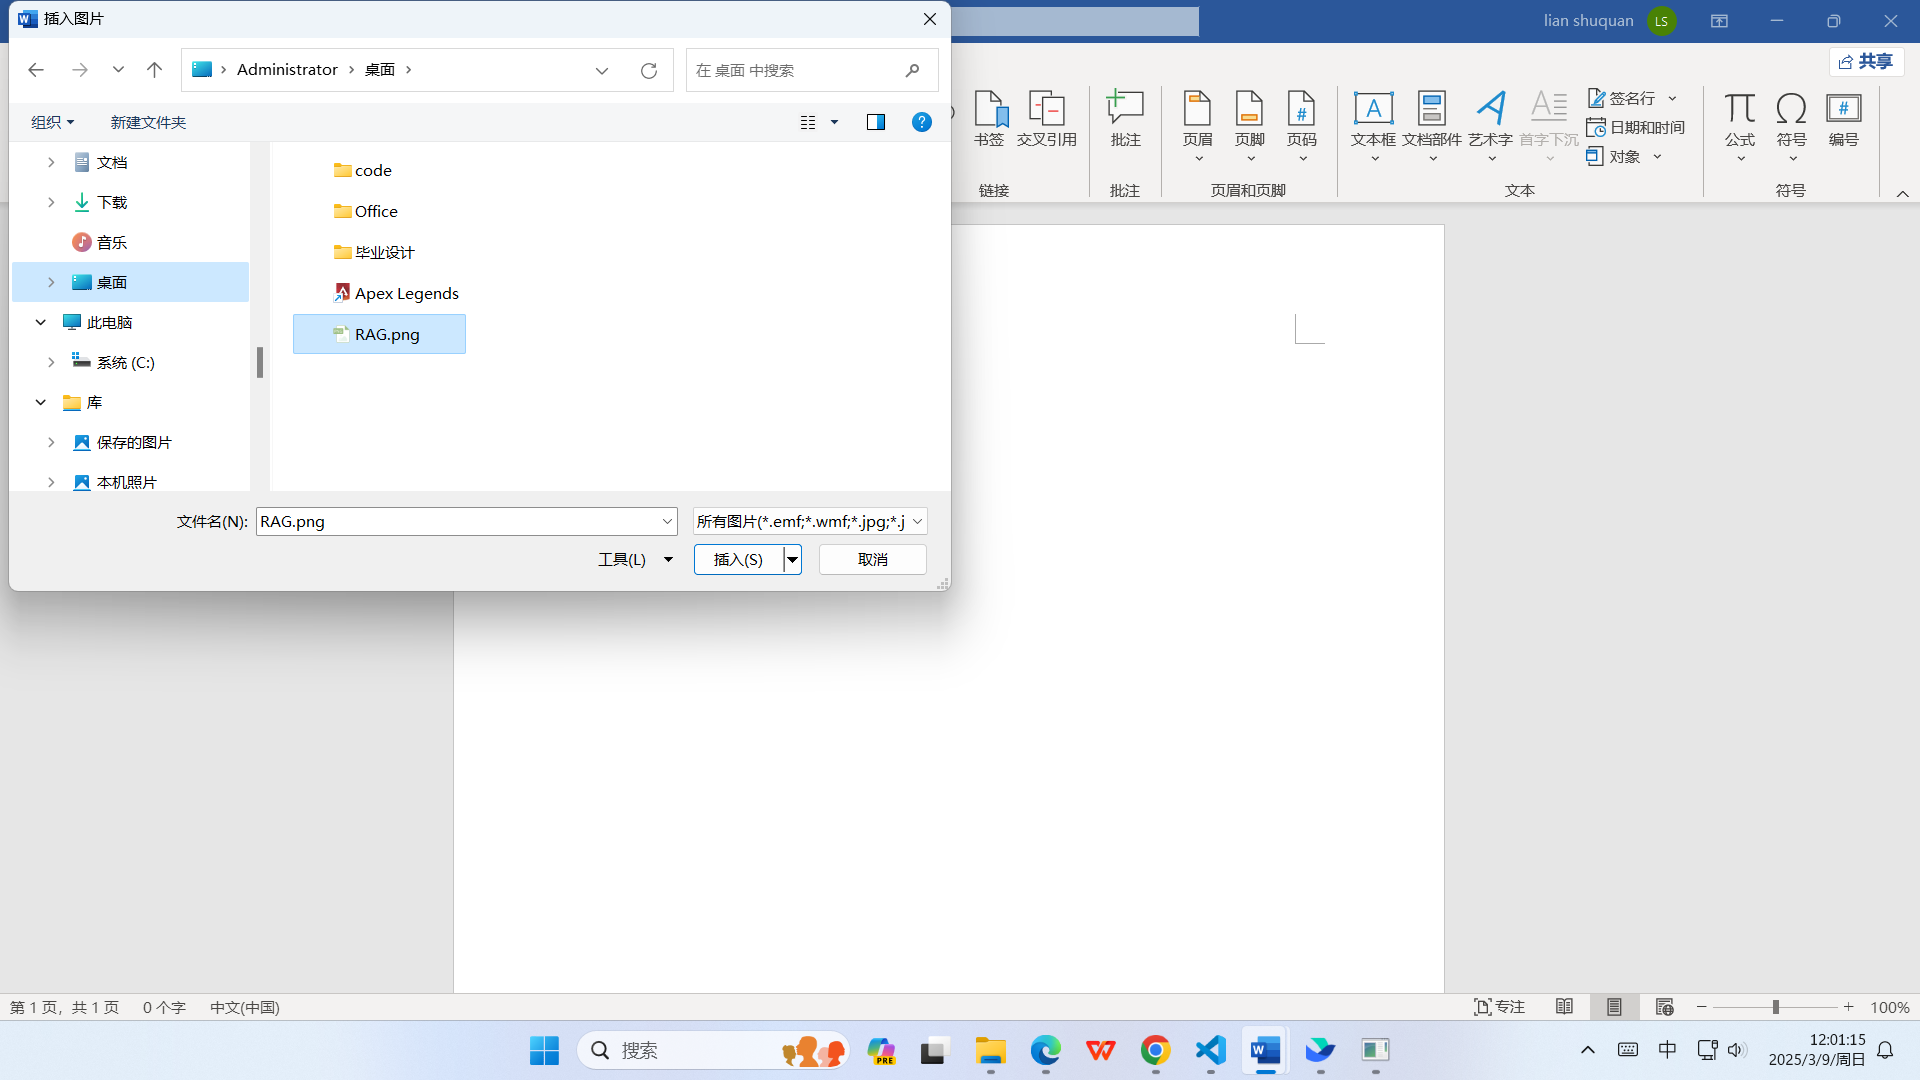 插入图片
lian shuquan
LS
Administrator
桌面
在 桌面 中搜索
共享
组织
新建文件夹
书签
交叉引用
批注
页眉
页脚
页码
文本框
文档部件
艺术字
首字下沉
签名行
日期和时间
对象
公式
符号
编号
链接
批注
页眉和页脚
文本
符号
文档
下载
音乐
桌面
此电脑
系统 (C:)
库
保存的图片
本机照片
code
Office
毕业设计
Apex Legends
RAG.png
文件名(N):
RAG.png
所有图片(*.emf;*.wmf;*.jpg;*.j
工具(L)
插入(S)
取消
第 1 页，共 1 页
0 个字
中文(中国)
专注
100%
搜索
PRE
中
12:01:15
2025/3/9/周日